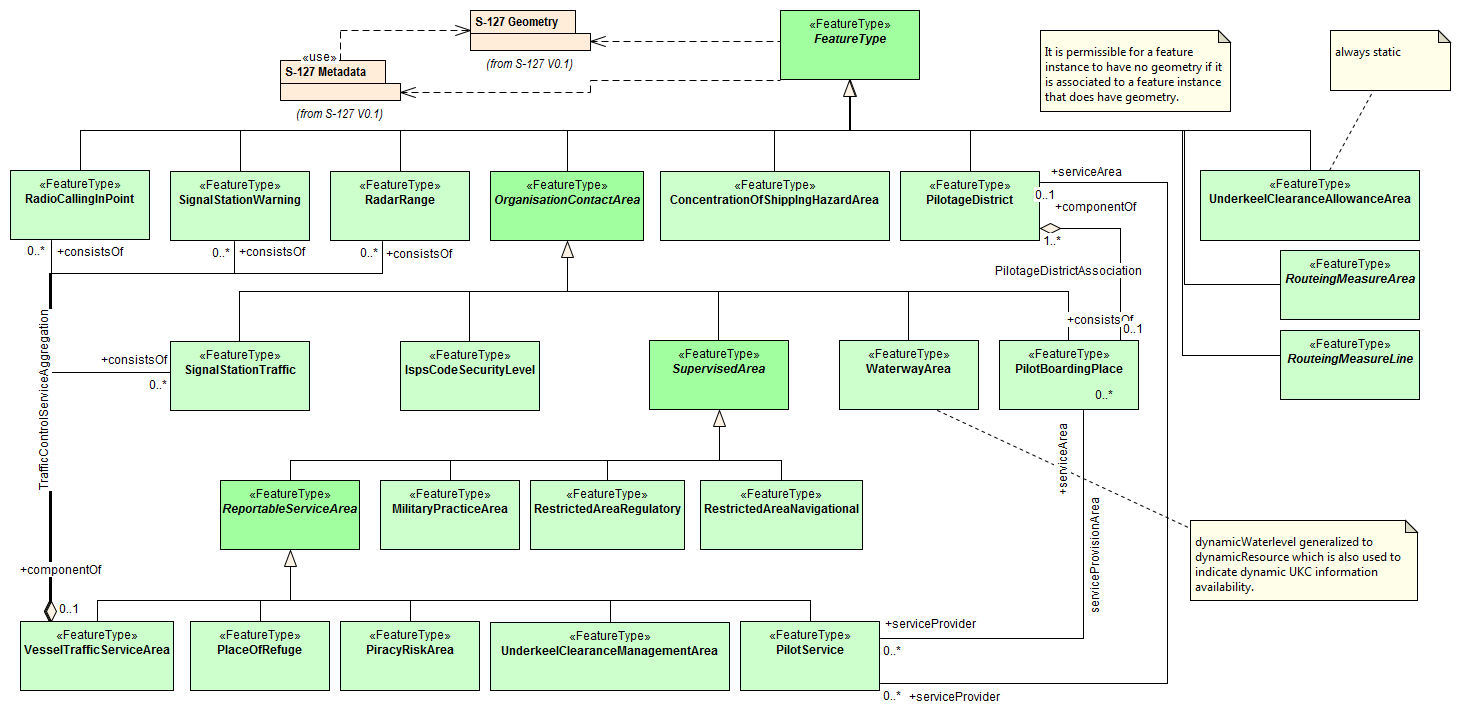 S-127 Geometry
(from S-127 V0.1)
«use»
S-127 Metadata
(from S-127 V0.1)
«FeatureType»
FeatureType
It is permissible for a feature
instance to have no geometry if it
is associated to a feature instance
that does have geometry.
always static
«FeatureType»
RadioCallingInPoint
«FeatureType»
SignalStationWarning
«FeatureType»
RadarRange
«FeatureType»
OrganisationContactArea
«FeatureType»
ConcentrationOfShippingHazardArea
«FeatureType»
PilotageDistrict
+serviceArea
0..1
+componentOf
1..*
«FeatureType»
UnderkeelClearanceAllowanceArea
0..*
+consistsOf
0..*
+consistsOf
0..*
+consistsOf
PilotageDistrictAssociation
«FeatureType»
RouteingMeasureArea
+consistsOf
0..1
«FeatureType»
RouteingMeasureLine
TrafficControlServiceAggregation
+consistsOf
0..*
«FeatureType»
SignalStationTraffic
«FeatureType»
IspsCodeSecurityLevel
«FeatureType»
SupervisedArea
«FeatureType»
WaterwayArea
«FeatureType»
PilotBoardingPlace
0..*
+serviceArea
serviceProvisionArea
«FeatureType»
ReportableServiceArea
«FeatureType»
MilitaryPracticeArea
«FeatureType»
RestrictedAreaRegulatory
«FeatureType»
RestrictedAreaNavigational
dynamicWaterlevel generalized to
dynamicResource which is also used to
indicate dynamic UKC information
availability.
+componentOf
0..1
«FeatureType»
VesselTrafficServiceArea
«FeatureType»
PlaceOfRefuge
«FeatureType»
PiracyRiskArea
«FeatureType»
UnderkeelClearanceManagementArea
«FeatureType»
PilotService
+serviceProvider
0..*
0..*
+serviceProvider